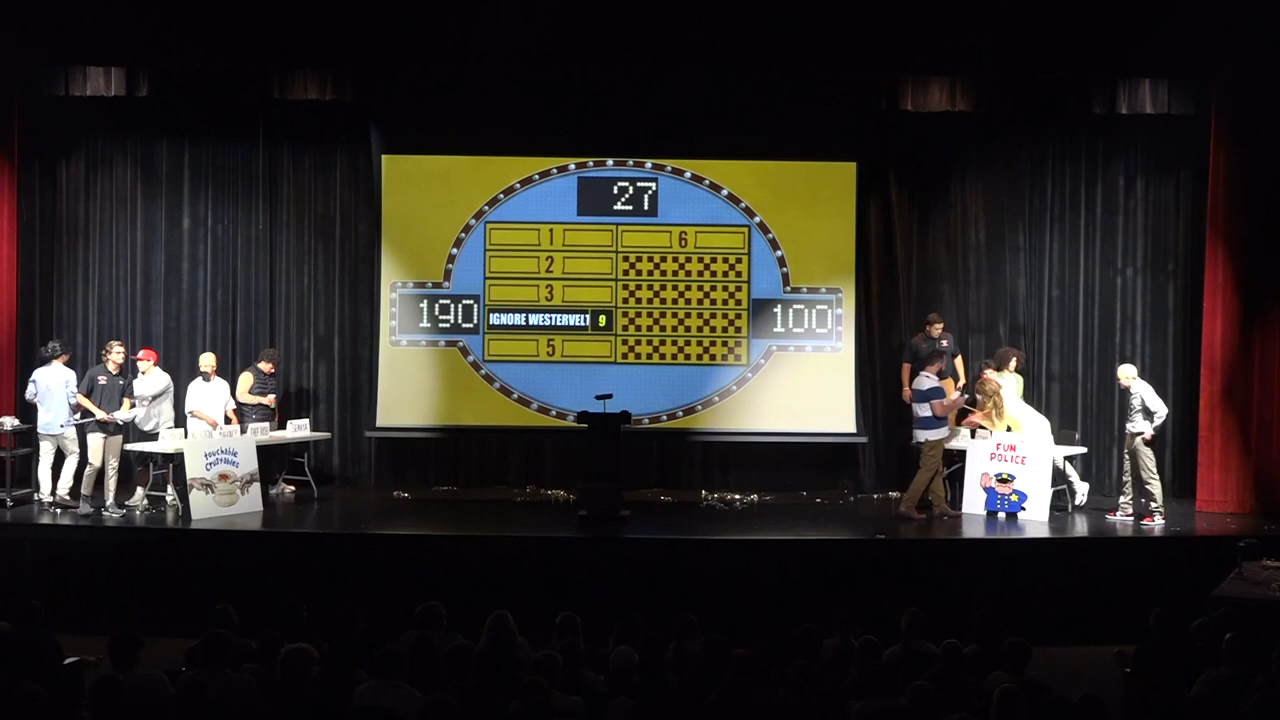 27
1
6
2
3
190
IGNORE WESTERVELT 9
100
5
touchable
Crustables
FUN
POLICE